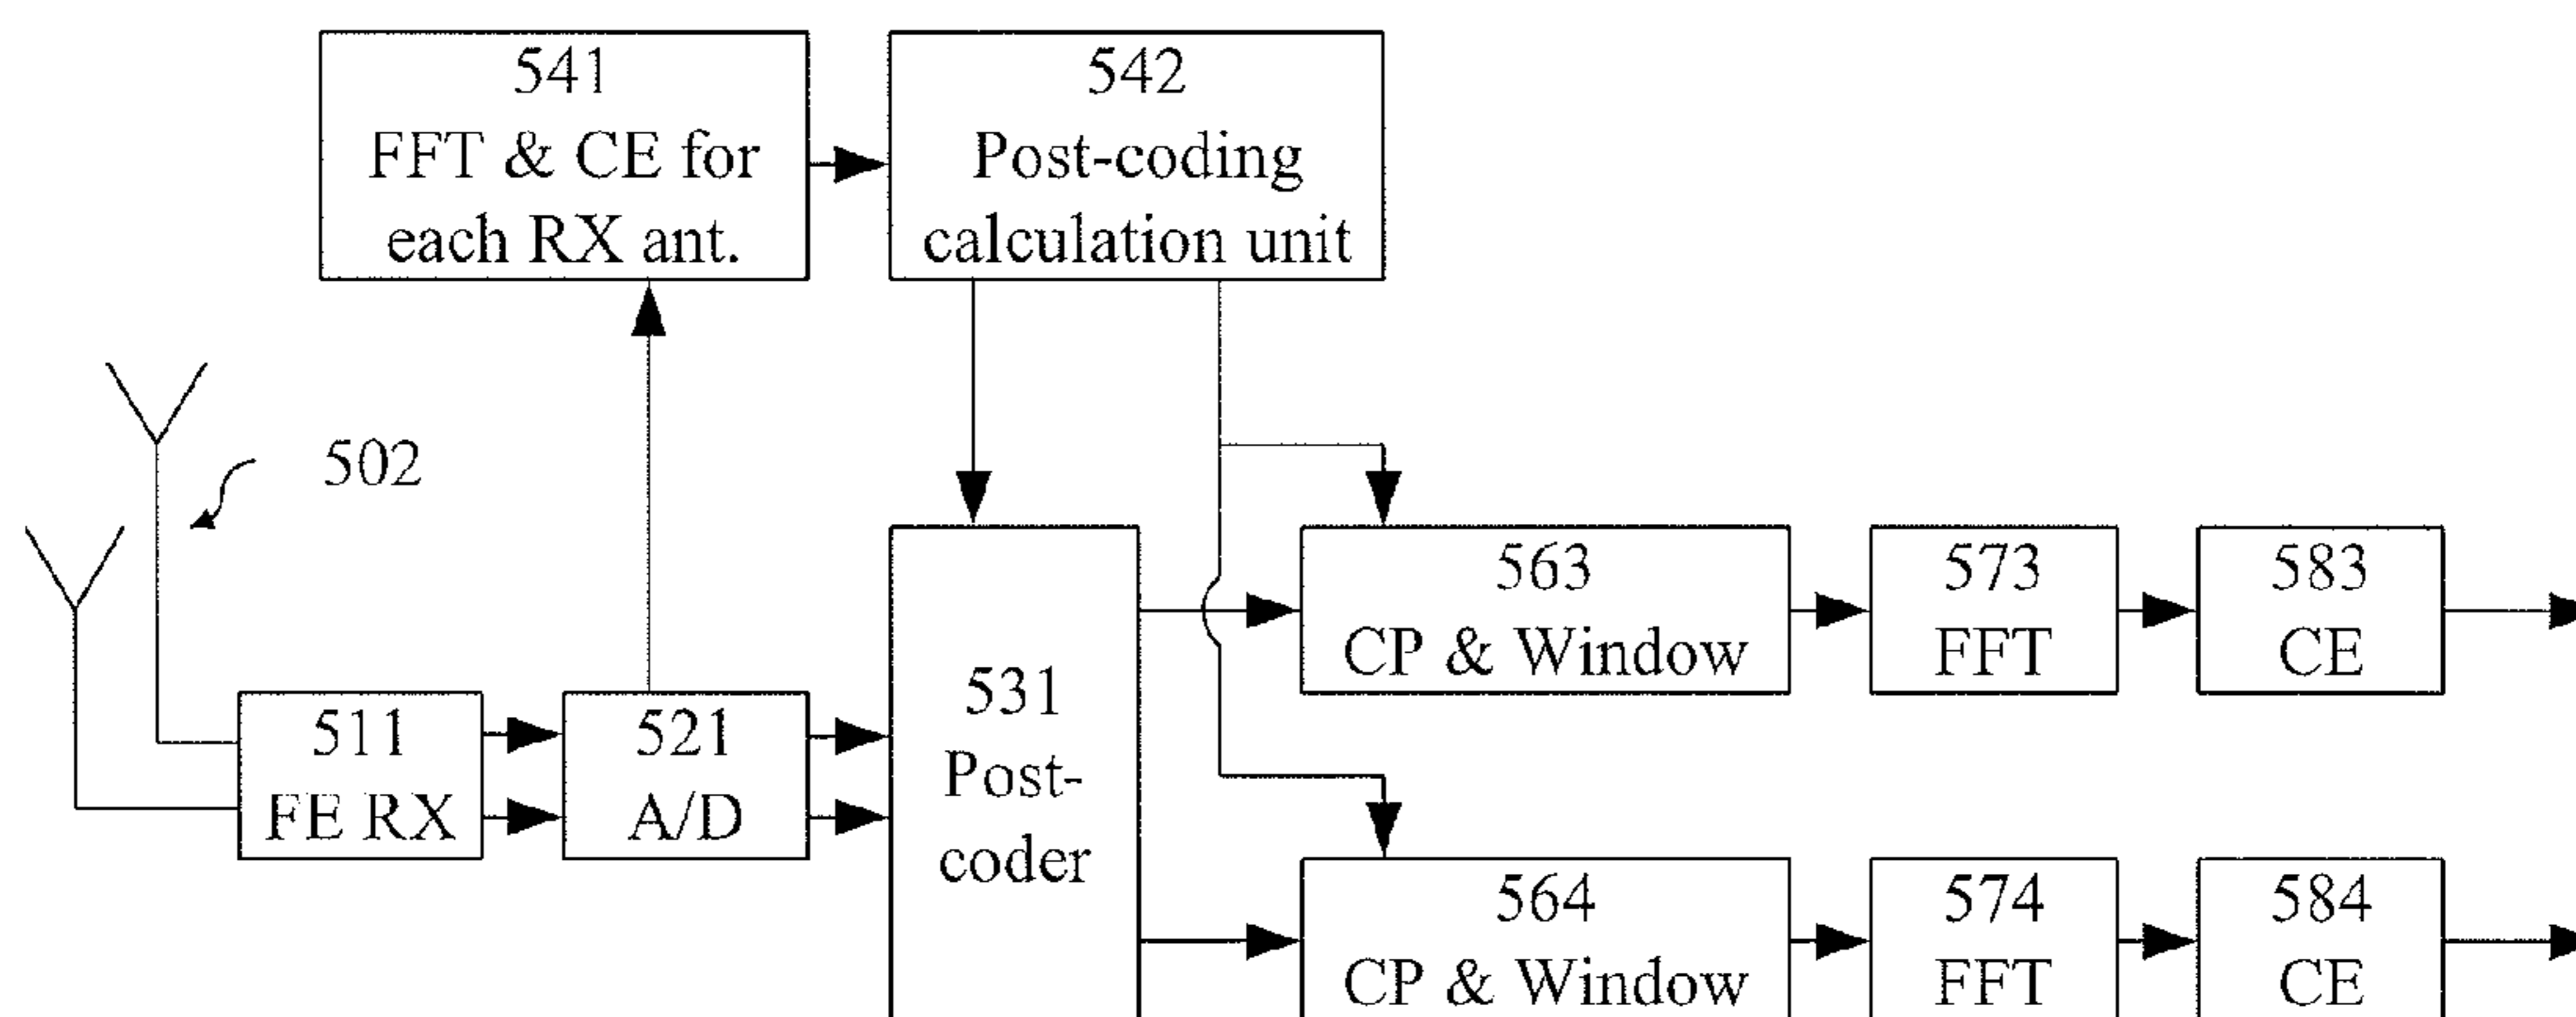 541
FFT & CE for
each RX ant.
542
Post-coding
calculation unit
502
511
FE RX
521
A/D
531
Post-
coder
563
CP & Window
573
FFT
583
CE
564
CP & Window
574
FFT
584
CE